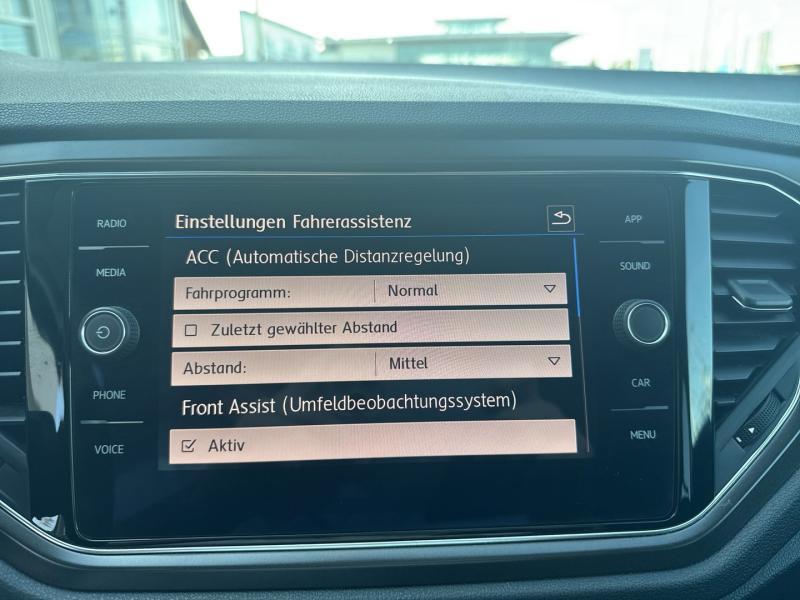 RADIO
MEDIA
PHONE
VOICE
Einstellungen Fahrerassistenz
ACC (Automatische Distanzregelung)
Fahrprogramm: Normal
Zuletzt gewählter Abstand
Abstand: Mittel
Front Assist (Umfeldbeobachtungssystem)
Aktiv
APP
SOUND
CAR
MENU